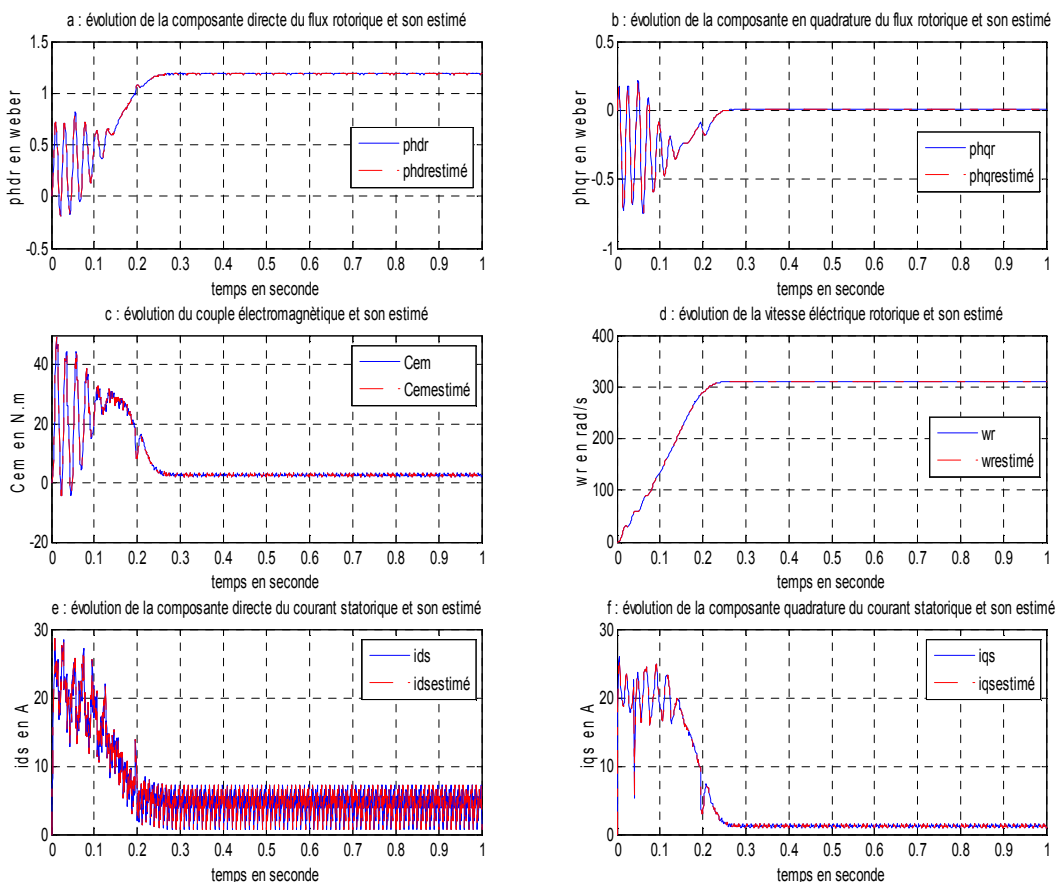 a : évolution de la composante directe du flux rotorique et son estimé
1.5
1
0.5
0
-0.5
phdr en weber
phdr
phdrestimé
0 0.1 0.2 0.3 0.4 0.5 0.6 0.7 0.8 0.9 1
temps en seconde
b : évolution de la composante en quadrature du flux rotorique et son estimé
0.5
0
-0.5
-1
phqr en weber
phqr
phqrestimé
0 0.1 0.2 0.3 0.4 0.5 0.6 0.7 0.8 0.9 1
temps en seconde
c : évolution du couple électromagnètique et son estimé
40
20
0
-20
Cem en N.m
Cem
Cemestimé
0 0.1 0.2 0.3 0.4 0.5 0.6 0.7 0.8 0.9 1
temps en seconde
d : évolution de la vitesse éléctrique rotorique et son estimé
400
300
200
100
0
wr en rad/s
wr
wrestimé
0 0.1 0.2 0.3 0.4 0.5 0.6 0.7 0.8 0.9 1
temps en seconde
e : évolution de la composante directe du courant statorique et son estimé
30
20
10
0
ids en A
ids
idsestimé
0 0.1 0.2 0.3 0.4 0.5 0.6 0.7 0.8 0.9 1
temps en seconde
f : évolution de la composante quadrature du courant statorique et son estimé
30
20
10
0
iqs en A
iqs
iqsestimé
0 0.1 0.2 0.3 0.4 0.5 0.6 0.7 0.8 0.9 1
temps en seconde